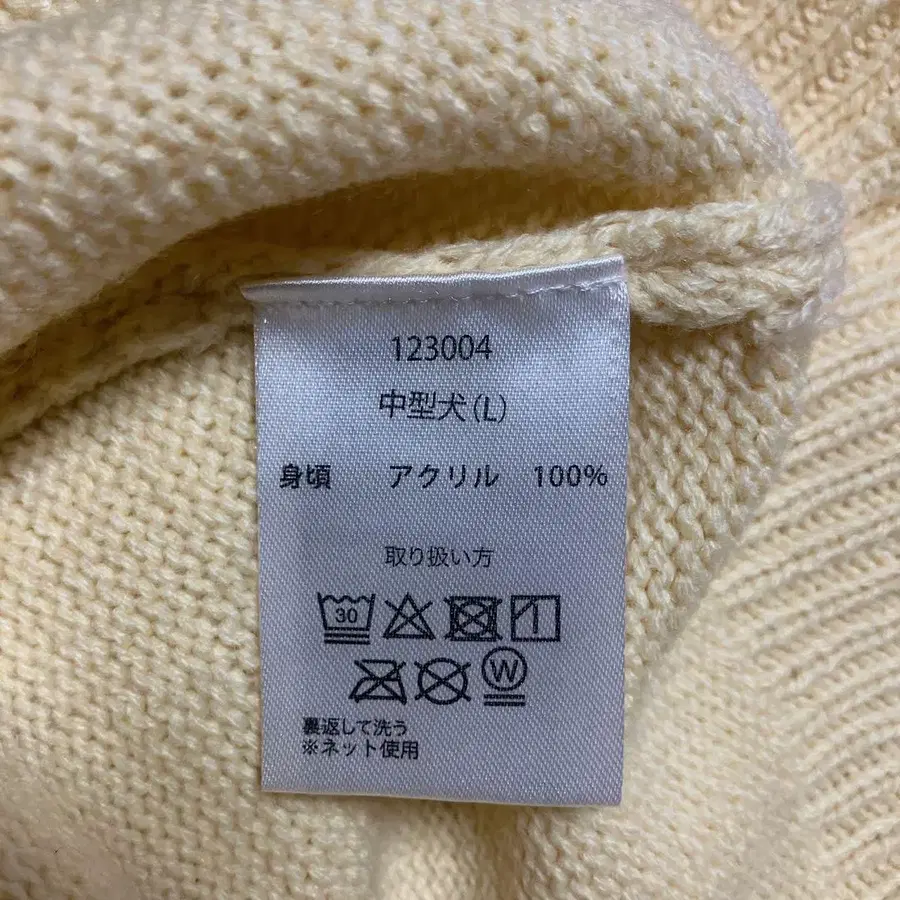 123004
中型犬(L)
身頃 アクリル 100%
取り扱い方
30
W
裏返して洗う
※ネット使用